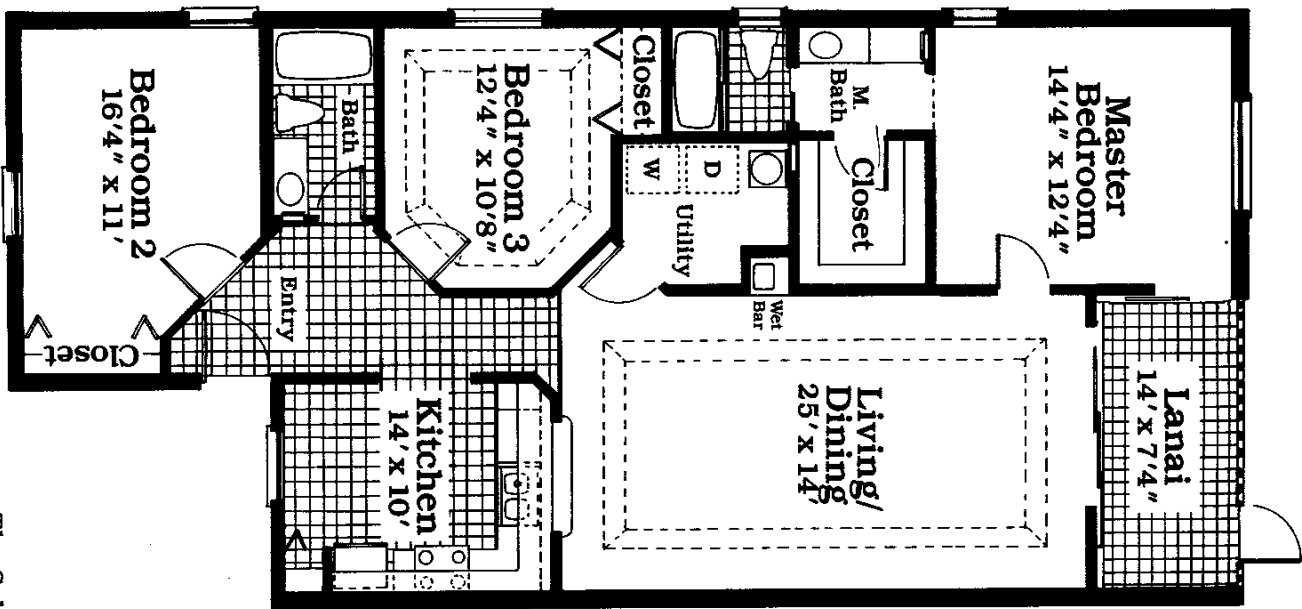 Bedroom 2
16'4" x 11'
Closet
Bath
Entry
Bedroom 3
12'4" x 10'8"
Closet
Kitchen
14' x 10'
W
D
Utility
M.
Bath
Closet
Wet
Bar
Living/
Dining
25' x 14'
Master
Bedroom
14'4" x 12'4"
Lanai
14' x 7'4"